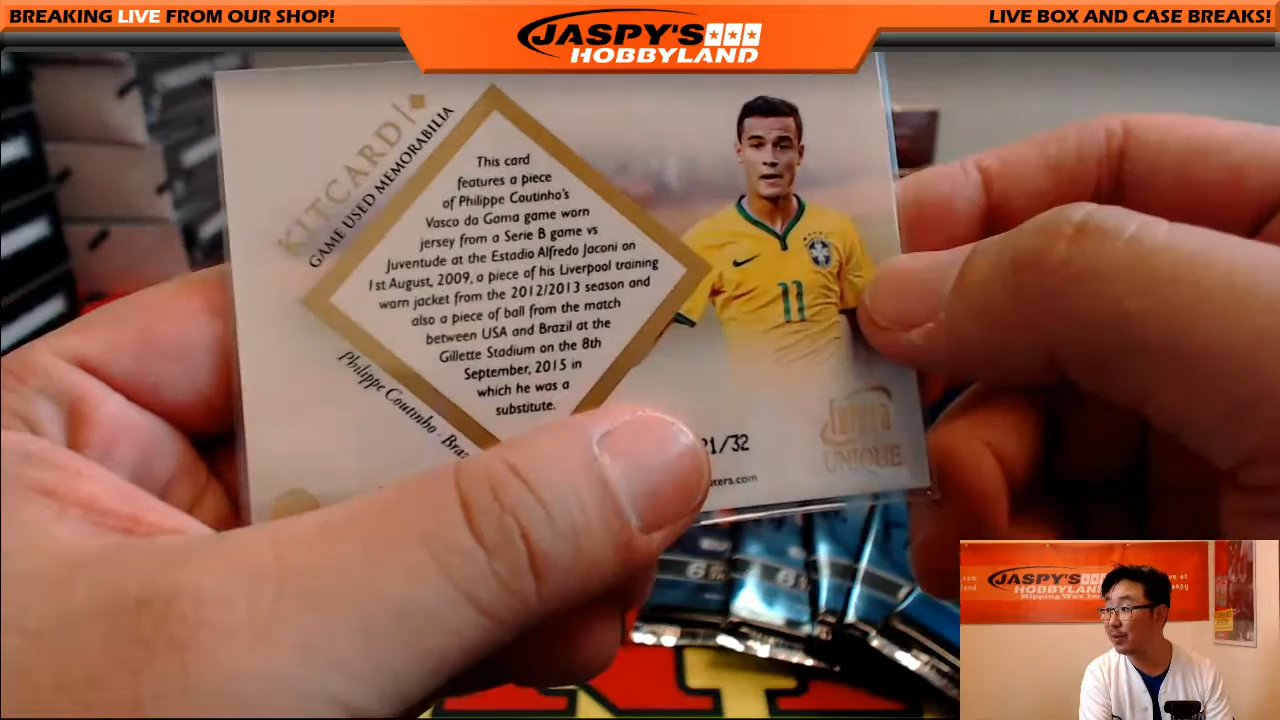 BREAKING LIVE FROM OUR SHOP!
JASPY'S
HOBBYLAND
LIVE BOX AND CASE BREAKS!
KITCARD
GAME USED MEMORABILIA
This card
features a piece
of Philippe Coutinho's
Vasco da Gama game worn
jersey from a Serie B game vs
Juventude at the Estadio Alfredo Jaconi on
1st August, 2009, a piece of his Liverpool training
worn jacket from the 2012/2013 season and
also a piece of ball from the match
between USA and Brazil at the
Gillette Stadium on the 8th
September, 2015 in
which he was a
substitute.
Philippe Coutinho
11
/32
UNIQUE
JASPY'S
HOBBYLAND